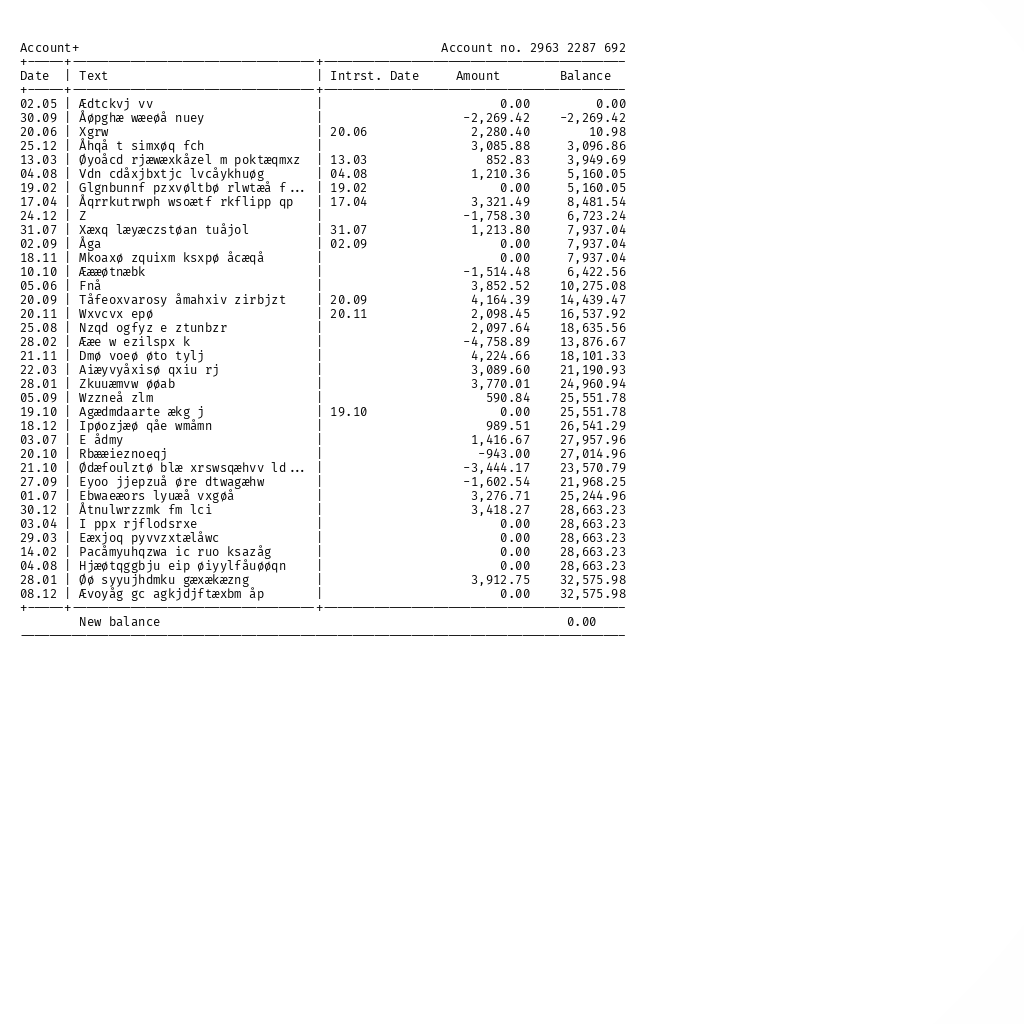 Account+ Account no. 2963 2287 692
+-----+---------------------------------+-----------------------------------------
Date | Text | Intrst. Date Amount Balance
+-----+---------------------------------+-----------------------------------------
02.05 | Ædtckvj vv | 0.00 0.00
30.09 | Åøpghæ wæeøå nuey | -2,269.42 -2,269.42
20.06 | Xgrw | 20.06 2,280.40 10.98
25.12 | Åhqå t simxøq fch | 3,085.88 3,096.86
13.03 | Øyoåcd rjæwæxkåzel m poktæqmxz | 13.03 852.83 3,949.69
04.08 | Vdn cdåxjbxtjc lvcåykhuøg | 04.08 1,210.36 5,160.05
19.02 | Glgnbunnf pzxvøltbø rlwtæå f... | 19.02 0.00 5,160.05
17.04 | Åqrrkutrwph wsoætf rkflipp qp | 17.04 3,321.49 8,481.54
24.12 | Z | -1,758.30 6,723.24
31.07 | Xæxq læyæczstøan tuåjol | 31.07 1,213.80 7,937.04
02.09 | Åga | 02.09 0.00 7,937.04
18.11 | Mkoaxø zquixm ksxpø åcæqå | 0.00 7,937.04
10.10 | Æææøtnæbk | -1,514.48 6,422.56
05.06 | Fnå | 3,852.52 10,275.08
20.09 | Tåfeoxvarosy åmahxiv zirbjzt | 20.09 4,164.39 14,439.47
20.11 | Wxvcvx epø | 20.11 2,098.45 16,537.92
25.08 | Nzqd ogfyz e ztunbzr | 2,097.64 18,635.56
28.02 | Ææe w ezilspx k | -4,758.89 13,876.67
21.11 | Dmø voeø øto tylj | 4,224.66 18,101.33
22.03 | Aiæyvyåxisø qxiu rj | 3,089.60 21,190.93
28.01 | Zkuuæmvw øøab | 3,770.01 24,960.94
05.09 | Wzzneå zlm | 590.84 25,551.78
19.10 | Agædmdaarte ækg j | 19.10 0.00 25,551.78
18.12 | Ipøozjæø qåe wmåmn | 989.51 26,541.29
03.07 | E ådmy | 1,416.67 27,957.96
20.10 | Rbææieznoeqj | -943.00 27,014.96
21.10 | Ødæfoulztø blæ xrswsqæhvv ld... | -3,444.17 23,570.79
27.09 | Eyoo jjepzuå øre dtwagæhw | -1,602.54 21,968.25
01.07 | Ebwaeæors lyuæå vxgøå | 3,276.71 25,244.96
30.12 | Åtnulwrzzmk fm lci | 3,418.27 28,663.23
03.04 | I ppx rjflodsrxe | 0.00 28,663.23
29.03 | Eæxjoq pyvvzxtælåwc | 0.00 28,663.23
14.02 | Pacåmyuhqzwa ic ruo ksazåg | 0.00 28,663.23
04.08 | Hjæøtqggbju eip øiyylfåuøøqn | 0.00 28,663.23
28.01 | Øø syyujhdmku gæxækæzng | 3,912.75 32,575.98
08.12 | Ævoyåg gc agkjdjftæxbm åp | 0.00 32,575.98
+-----+---------------------------------+-----------------------------------------
New balance 0.00
----------------------------------------------------------------------------------